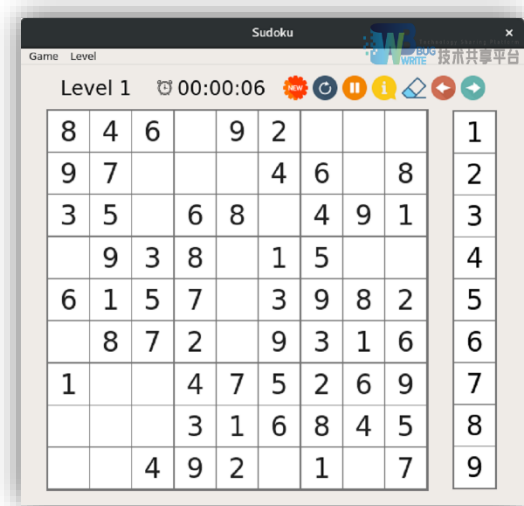 Sudoku ×
WRITE BUG 技术共享平台
Game Level
Level 1 00:00:06 NEW i
8 4 6 9 2 1
9 7 4 6 8 2
3 5 6 8 4 9 1 3
9 3 8 1 5 4
6 1 5 7 3 9 8 2 5
8 7 2 9 3 1 6 6
1 4 7 5 2 6 9 7
3 1 6 8 4 5 8
4 9 2 1 7 9